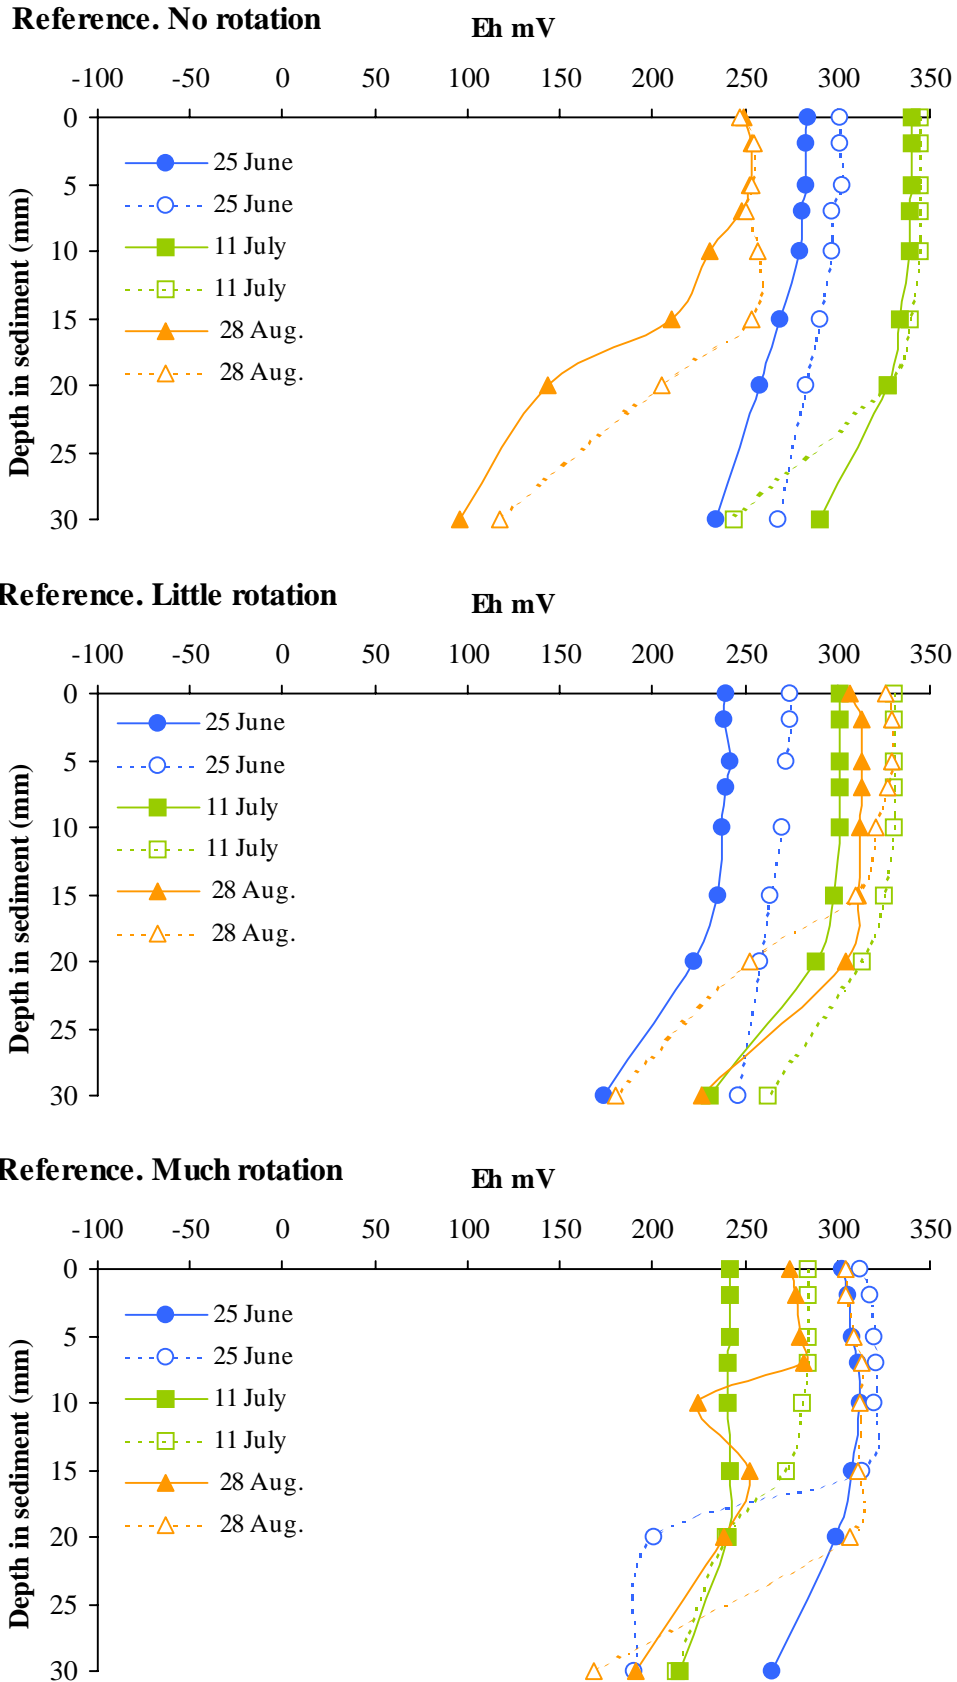 Reference. No rotation
Eh mV
-100 -50 0 50 100 150 200 250 300 350
0
5
10
15
20
25
30
Depth in sediment (mm)
25 June
25 June
11 July
11 July
28 Aug.
28 Aug.
Reference. Little rotation
Eh mV
-100 -50 0 50 100 150 200 250 300 350
0
5
10
15
20
25
30
Depth in sediment (mm)
25 June
25 June
11 July
11 July
28 Aug.
28 Aug.
Reference. Much rotation
Eh mV
-100 -50 0 50 100 150 200 250 300 350
0
5
10
15
20
25
30
Depth in sediment (mm)
25 June
25 June
11 July
11 July
28 Aug.
28 Aug.